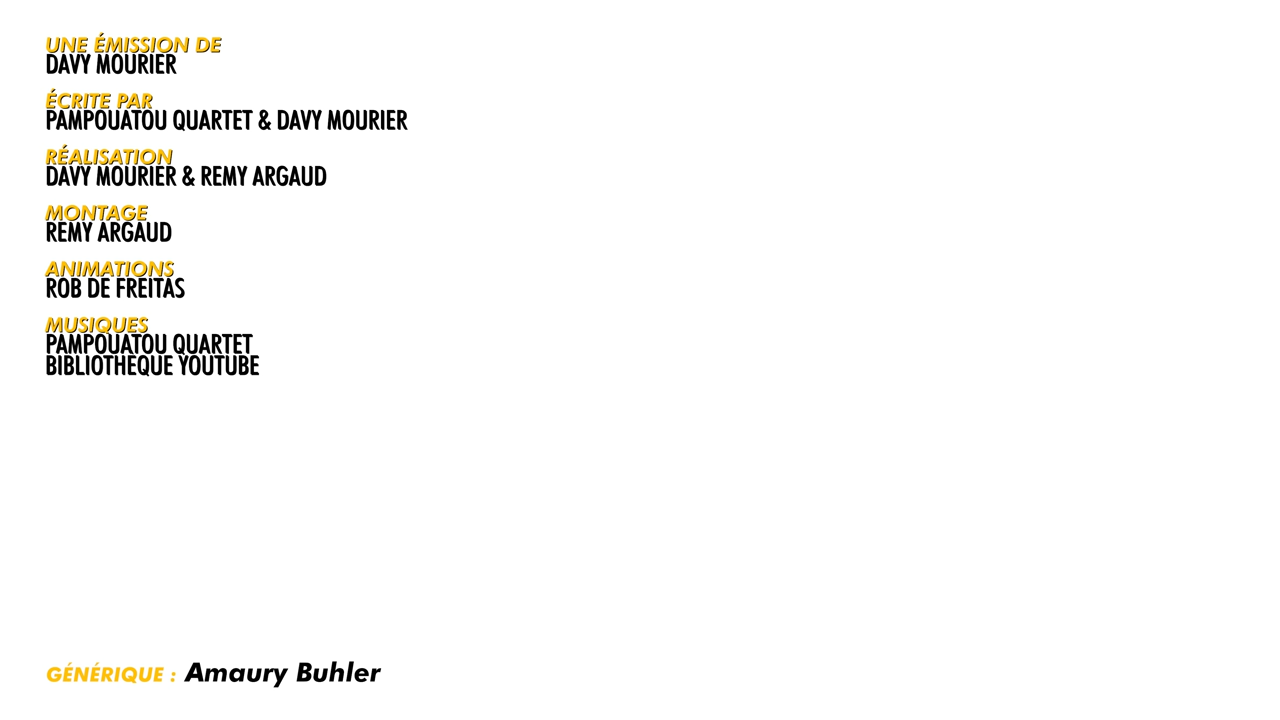 UNE ÉMISSION DE
DAVY MOURIER
ÉCRITE PAR
PAMPOUATOU QUARTET & DAVY MOURIER
RÉALISATION
DAVY MOURIER & REMY ARGAUD
MONTAGE
REMY ARGAUD
ANIMATIONS
ROB DE FREITAS
MUSIQUES
PAMPOUATOU QUARTET
BIBLIOTHÈQUE YOUTUBE
GÉNÉRIQUE : Amaury Buhler